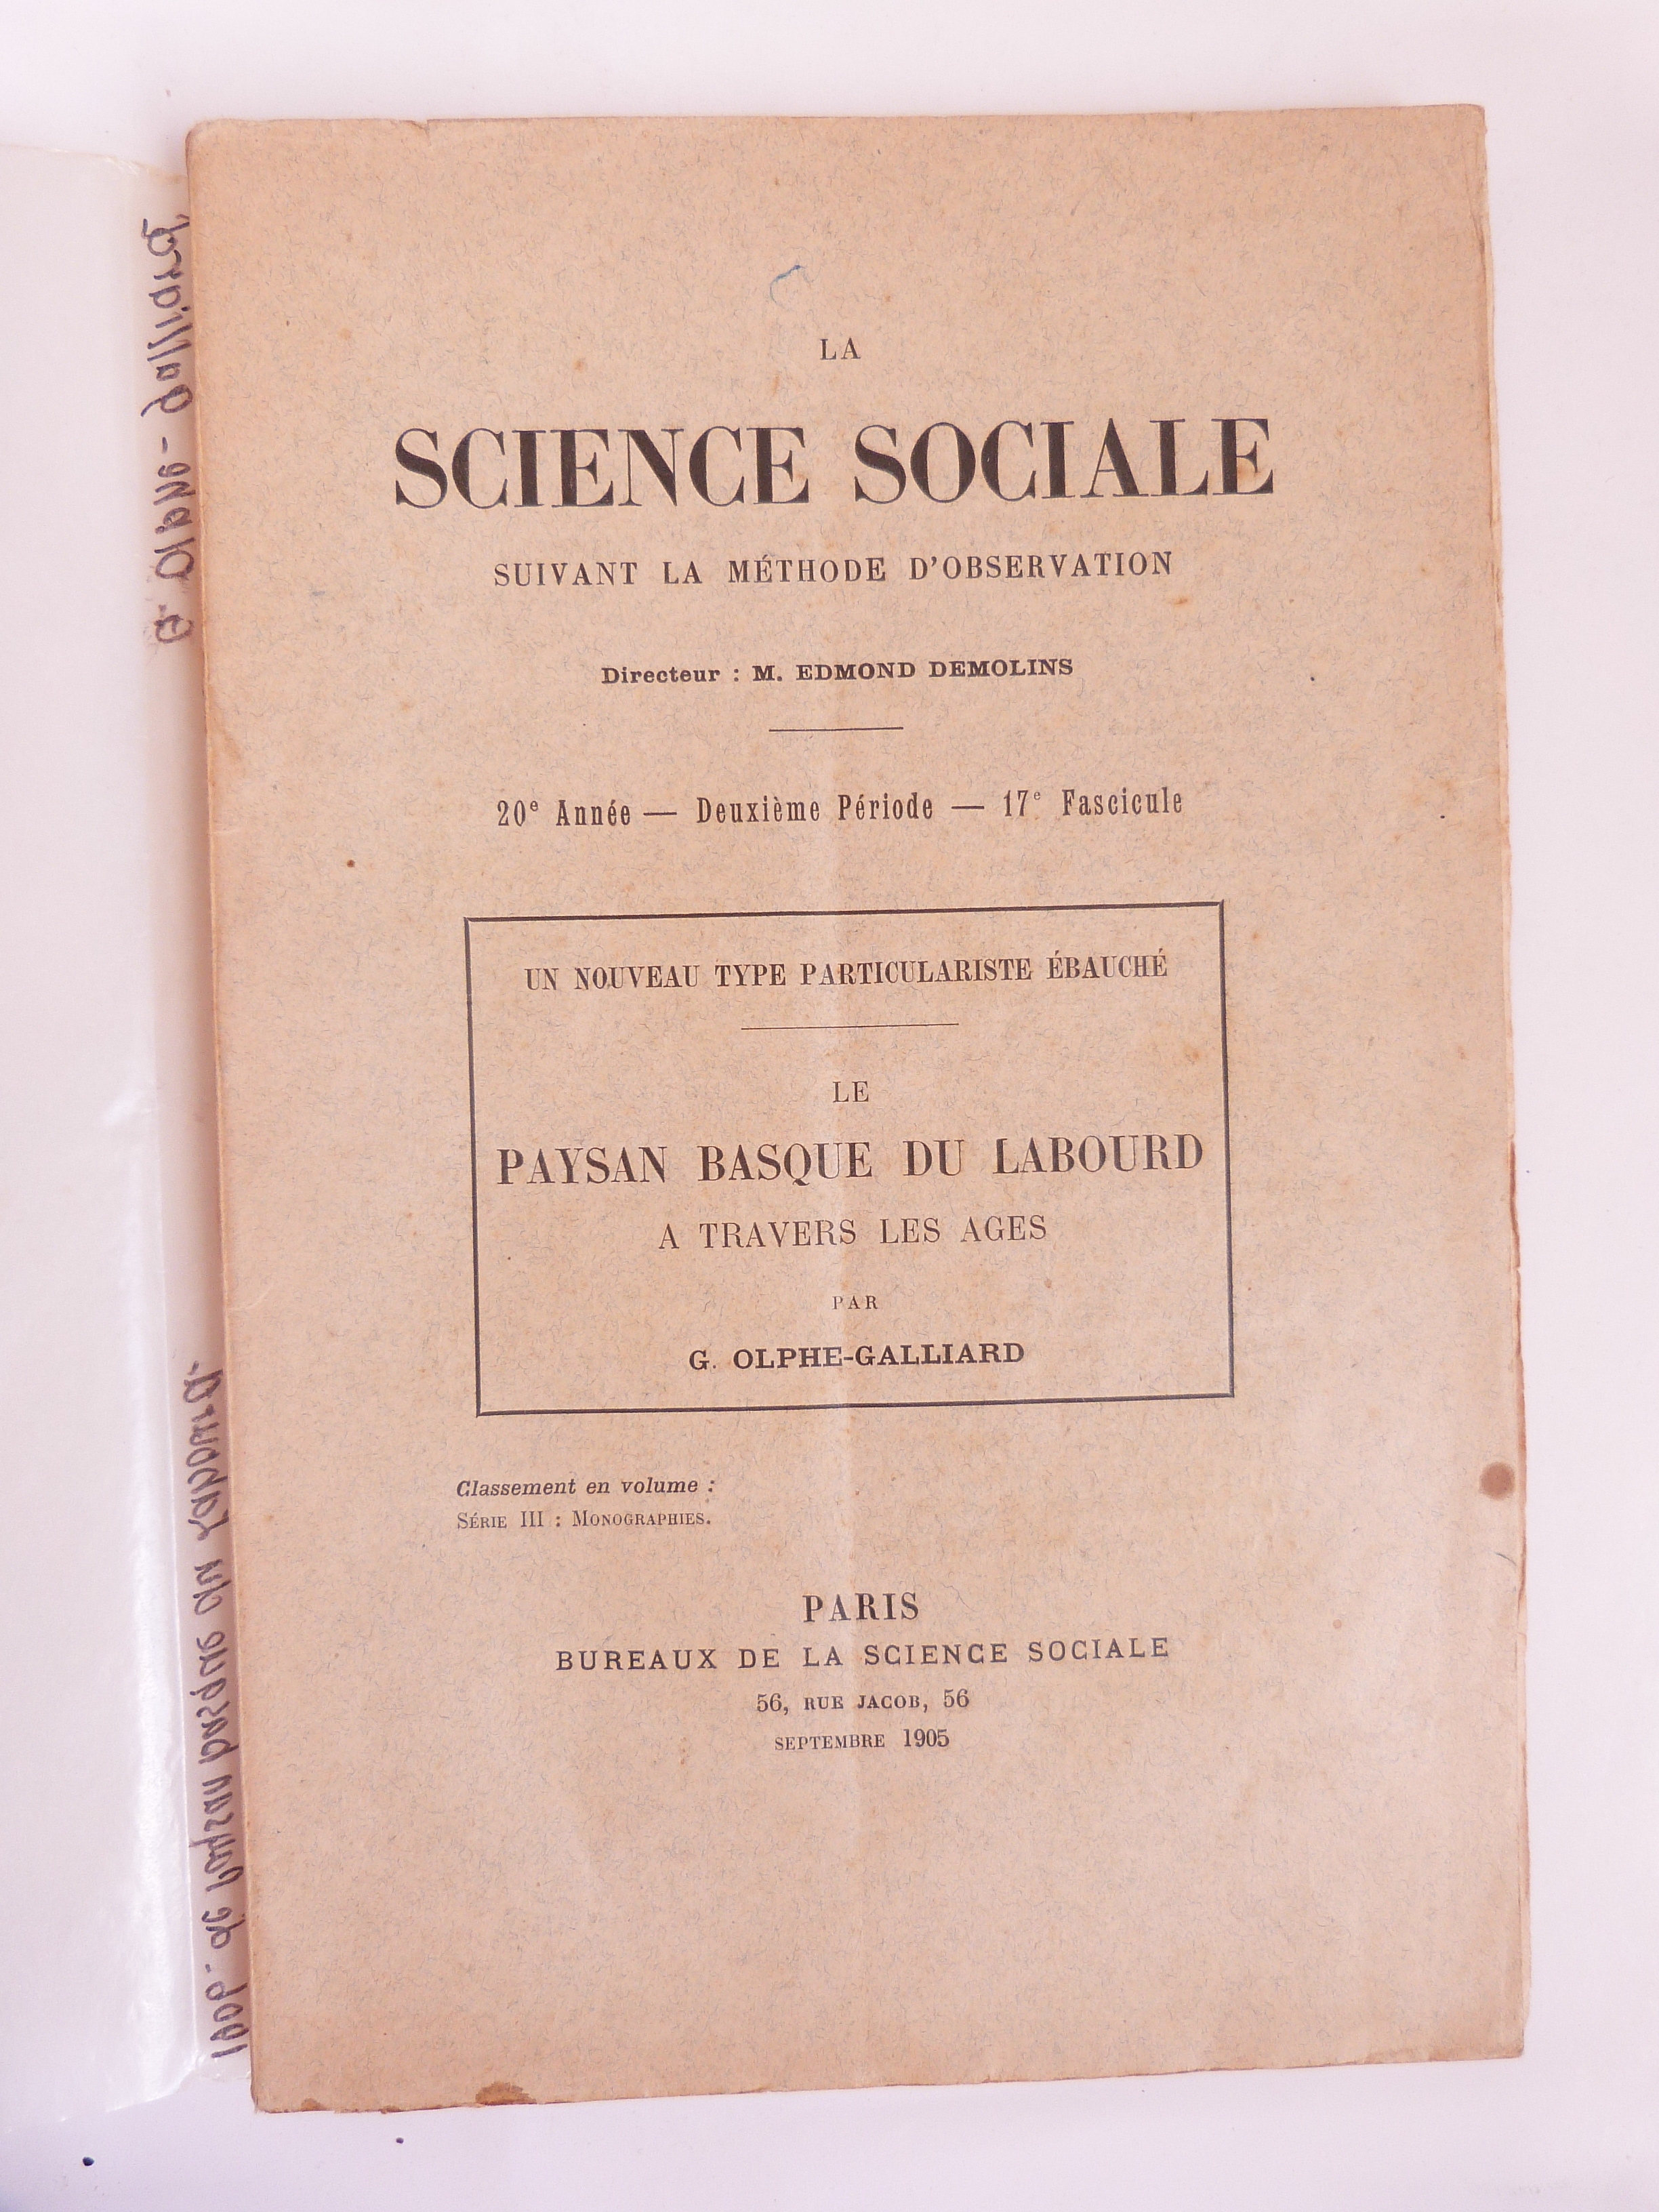 LA
SCIENCE SOCIALE
SUIVANT LA MÉTHODE D'OBSERVATION
Directeur : M. EDMOND DEMOLINS
20e Année — Deuxième Période — 17e Fascicule
UN NOUVEAU TYPE PARTICULARISTE ÉBAUCHÉ
LE
PAYSAN BASQUE DU LABOURD
A TRAVERS LES AGES
PAR
G. OLPHE-GALLIARD
Classement en volume :
SÉRIE III : MONOGRAPHIES.
PARIS
BUREAUX DE LA SCIENCE SOCIALE
56, RUE JACOB, 56
SEPTEMBRE 1905